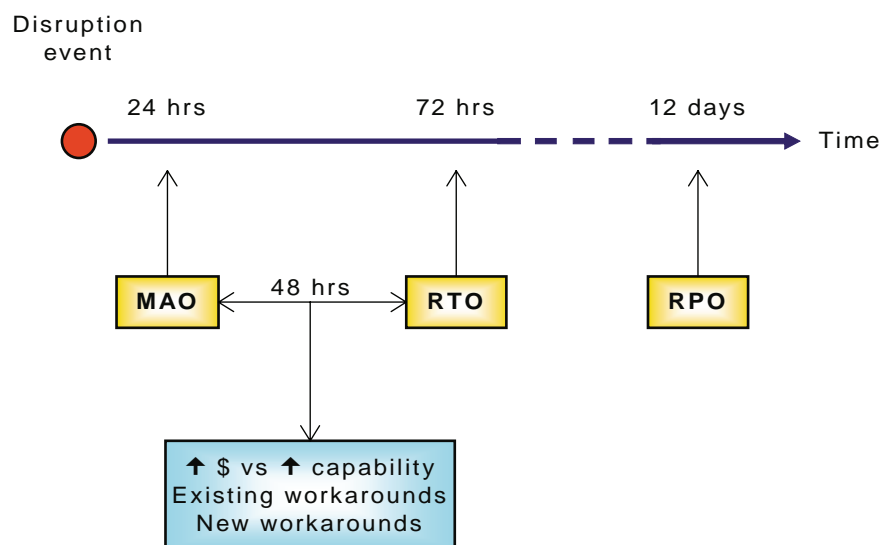 Disruption
event
24 hrs
72 hrs
12 days
Time
MAO
48 hrs
RTO
RPO
↑ $ vs ↑ capability
Existing workarounds
New workarounds